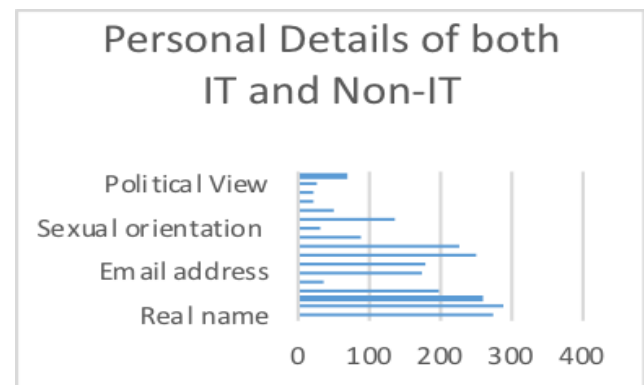 Personal Details of both
IT and Non-IT
Political View
Sexual orientation
Email address
Real name
0 100 200 300 400